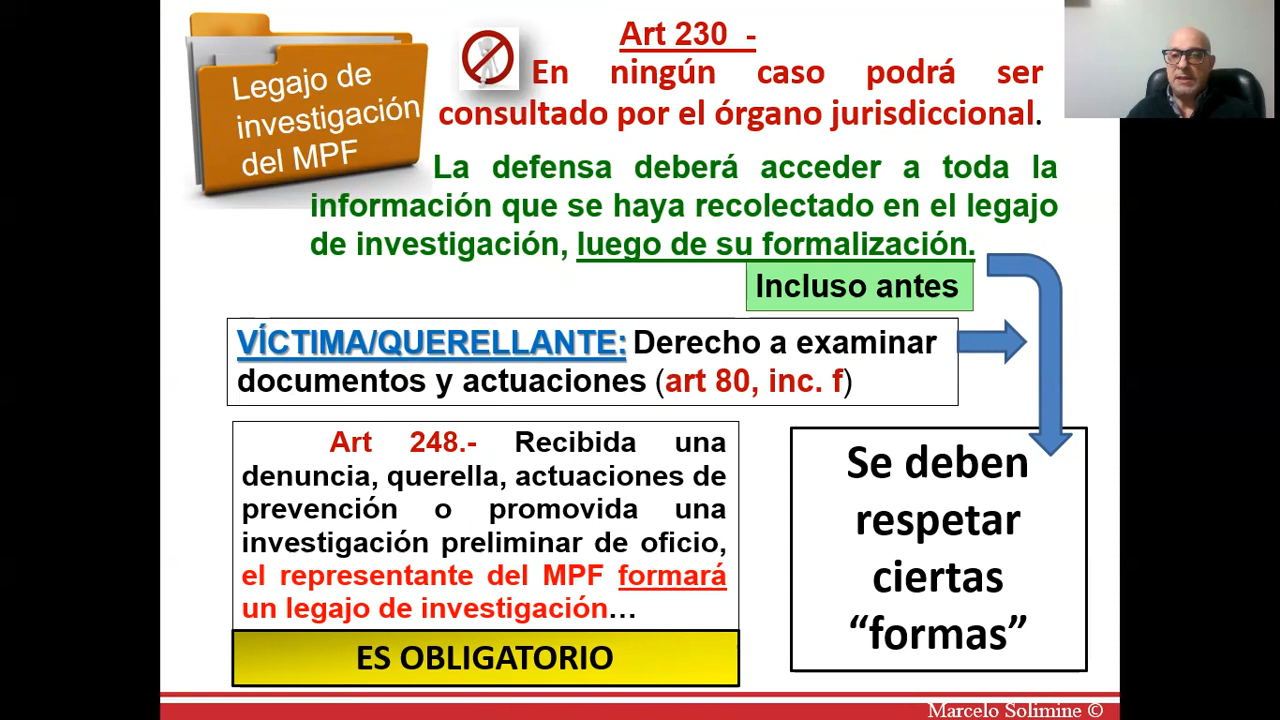 Legajo de
investigación
del MPF
Art 230 -
En ningún caso podrá ser
consultado por el órgano jurisdiccional.
La defensa deberá acceder a toda la
información que se haya recolectado en el legajo
de investigación, luego de su formalización.
Incluso antes
VÍCTIMA/QUERELLANTE: Derecho a examinar
documentos y actuaciones (art 80, inc. f)
Art 248.- Recibida una
denuncia, querella, actuaciones de
prevención o promovida una
investigación preliminar de oficio,
el representante del MPF formará
un legajo de investigación...
ES OBLIGATORIO
Se deben
respetar
ciertas
“formas”
Marcelo Solimine ©